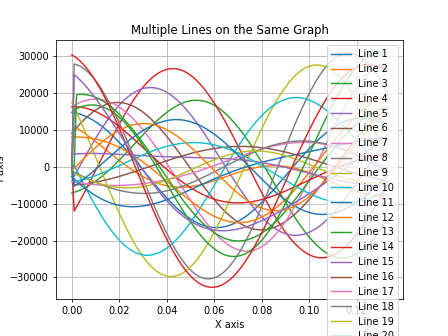 Multiple Lines on the Same Graph
30000
20000
10000
0
−10000
−20000
−30000
0.00
0.02
0.04
0.06
0.08
0.10
X axis
Line 1
Line 2
Line 3
Line 4
Line 5
Line 6
Line 7
Line 8
Line 9
Line 10
Line 11
Line 12
Line 13
Line 14
Line 15
Line 16
Line 17
Line 18
Line 19
Line 20